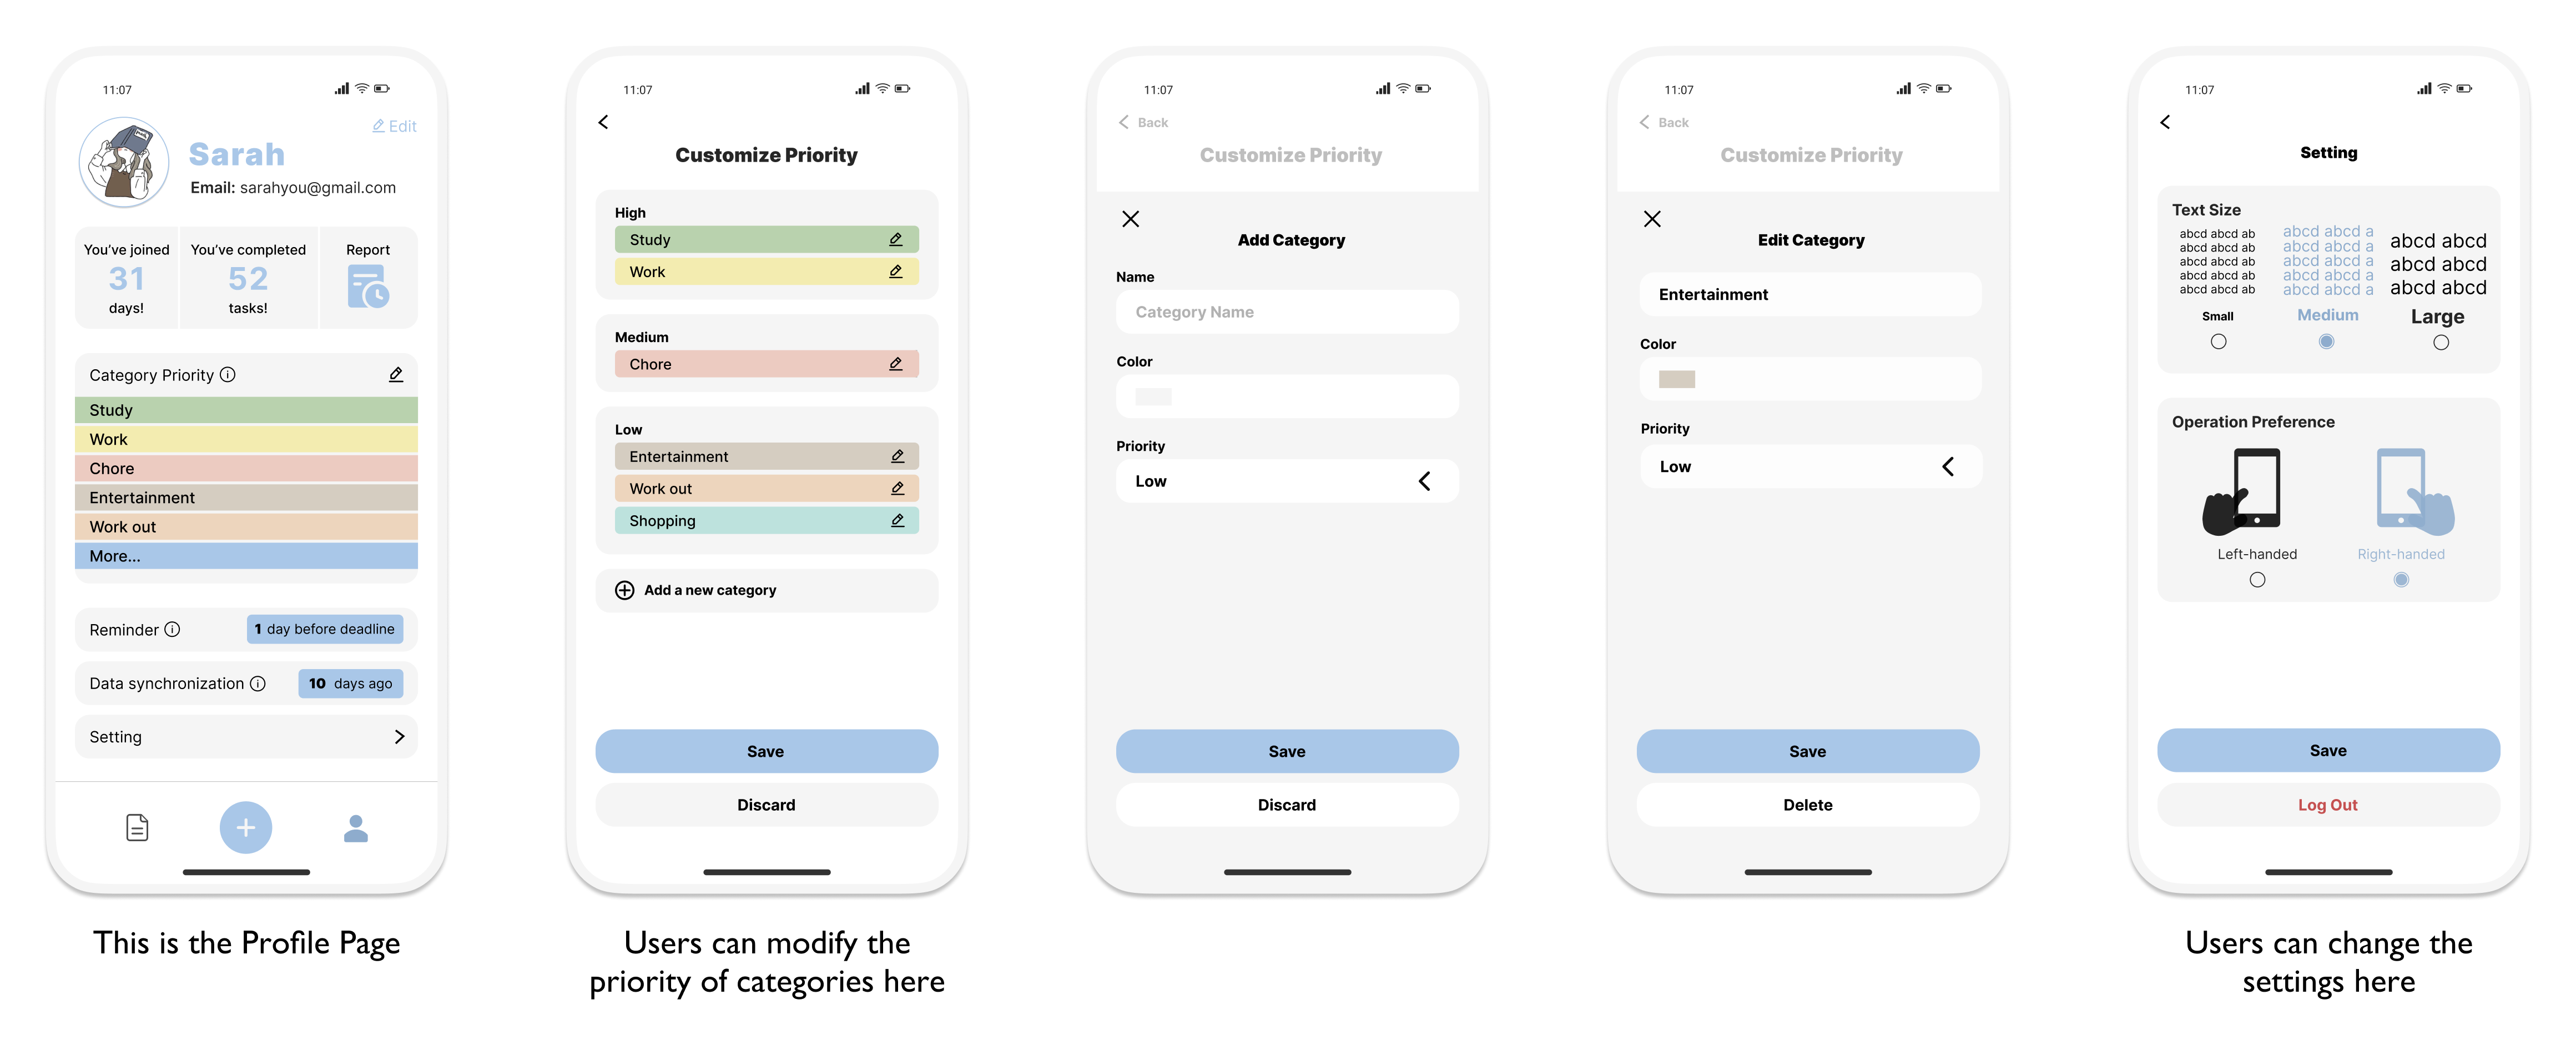 11:07
Edit
Sarah
Email: sarahyou@gmail.com
You've joined
31
days!
You've completed
52
tasks!
Report
Category Priority
Study
Work
Chore
Entertainment
Work out
More...
Reminder
1 day before deadline
Data synchronization
10 days ago
Setting
This is the Profile Page
11:07
Customize Priority
High
Study
Work
Medium
Chore
Low
Entertainment
Work out
Shopping
Add a new category
Save
Discard
Users can modify the
priority of categories here
11:07
Back
Customize Priority
Add Category
Name
Category Name
Color
Priority
Low
Save
Discard
11:07
Back
Customize Priority
Edit Category
Entertainment
Color
Priority
Low
Save
Delete
11:07
Setting
Text Size
abcd abcd ab
abcd abcd ab
abcd abcd ab
abcd abcd ab
abcd abcd ab
Small
abcd abcd a
abcd abcd a
abcd abcd a
abcd abcd a
abcd abcd a
Medium
abcd abcd
abcd abcd
abcd abcd
Large
Operation Preference
Left-handed
Right-handed
Save
Log Out
Users can change the
settings here